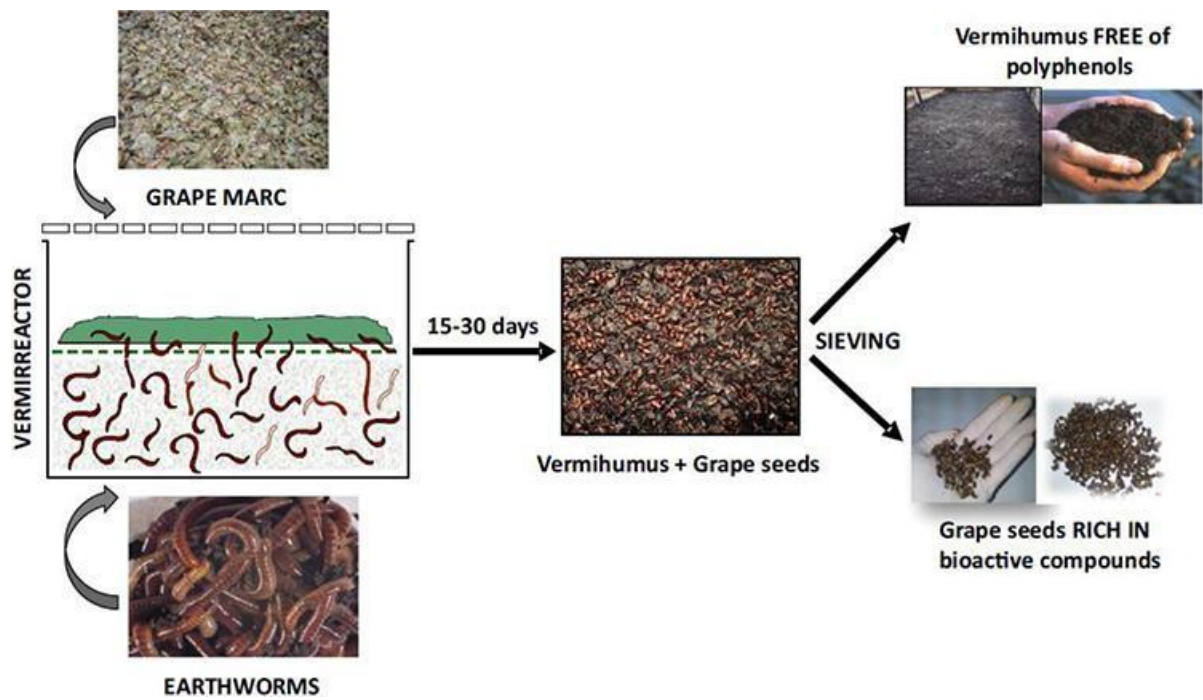 GRAPE MARC
VERMIRREACTOR
EARTHWORMS
15-30 days
Vermihumus + Grape seeds
SIEVING
Vermihumus FREE of
polyphenols
Grape seeds RICH IN
bioactive compounds